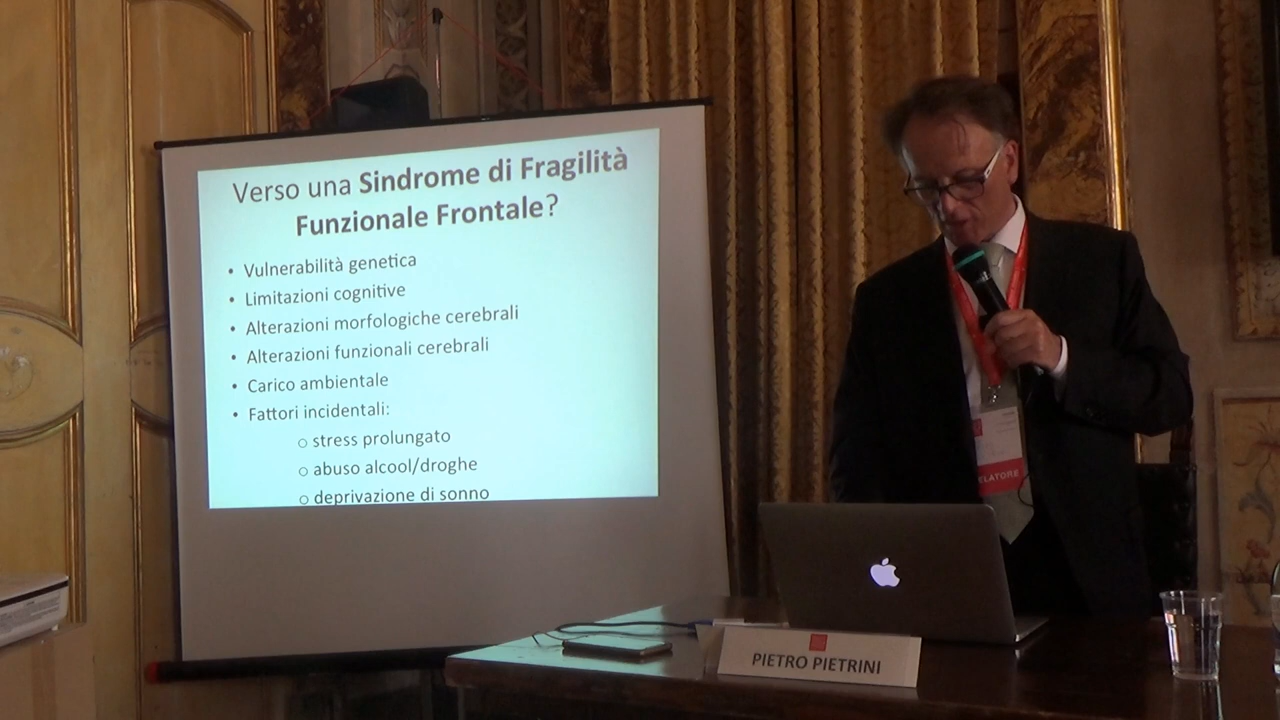 Verso una Sindrome di Fragilità
Funzionale Frontale?
• Vulnerabilità genetica
• Limitazioni cognitive
• Alterazioni morfologiche cerebrali
• Alterazioni funzionali cerebrali
• Carico ambientale
• Fattori incidentali:
○ stress prolungato
○ abuso alcool/droghe
○ deprivazione di sonno
ELATORE
PIETRO PIETRINI